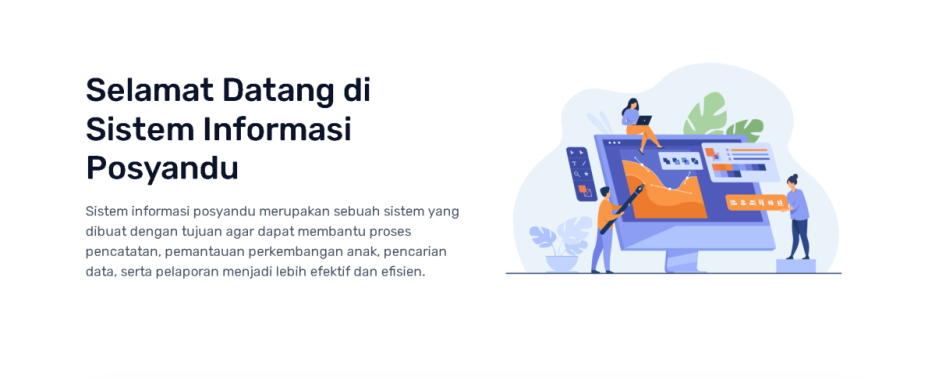 Selamat Datang di
Sistem Informasi
Posyandu
Sistem informasi posyandu merupakan sebuah sistem yang
dibuat dengan tujuan agar dapat membantu proses
pencatatan, pemantauan perkembangan anak, pencarian
data, serta pelaporan menjadi lebih efektif dan efisien.